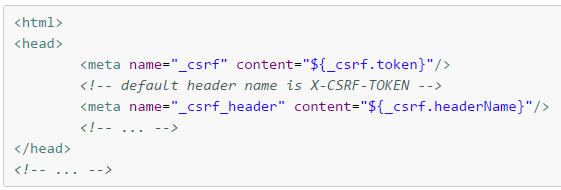 <html>
<head>
<meta name="_csrf" content="${_csrf.token}"/>
<!-- default header name is X-CSRF-TOKEN -->
<meta name="_csrf_header" content="${_csrf.headerName}"/>
<!-- ... -->
</head>
<!-- ... -->